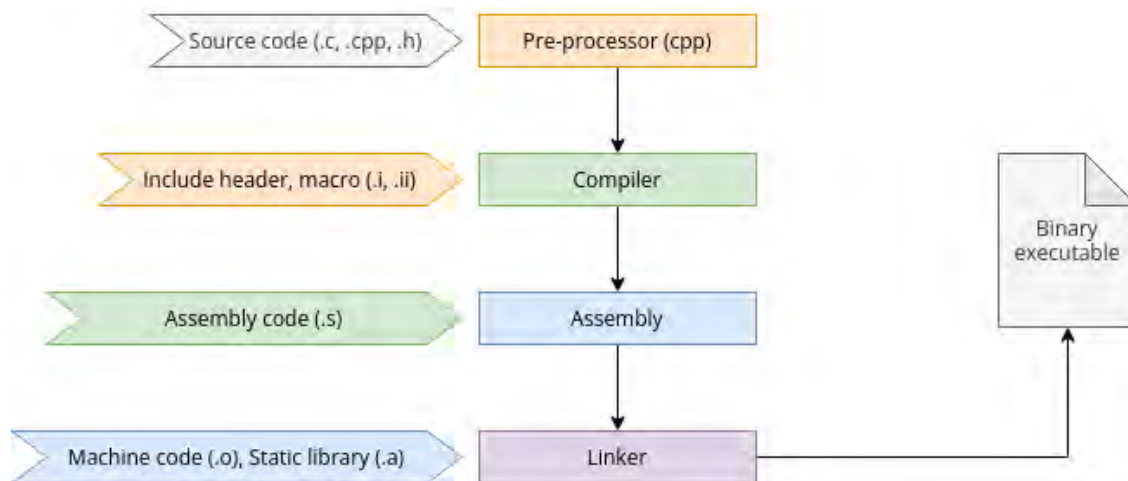 Source code (.c, .cpp, .h)
Pre-processor (cpp)
Include header, macro (.i, .ii)
Compiler
Binary
executable
Assembly code (.s)
Assembly
Machine code (.o), Static library (.a)
Linker